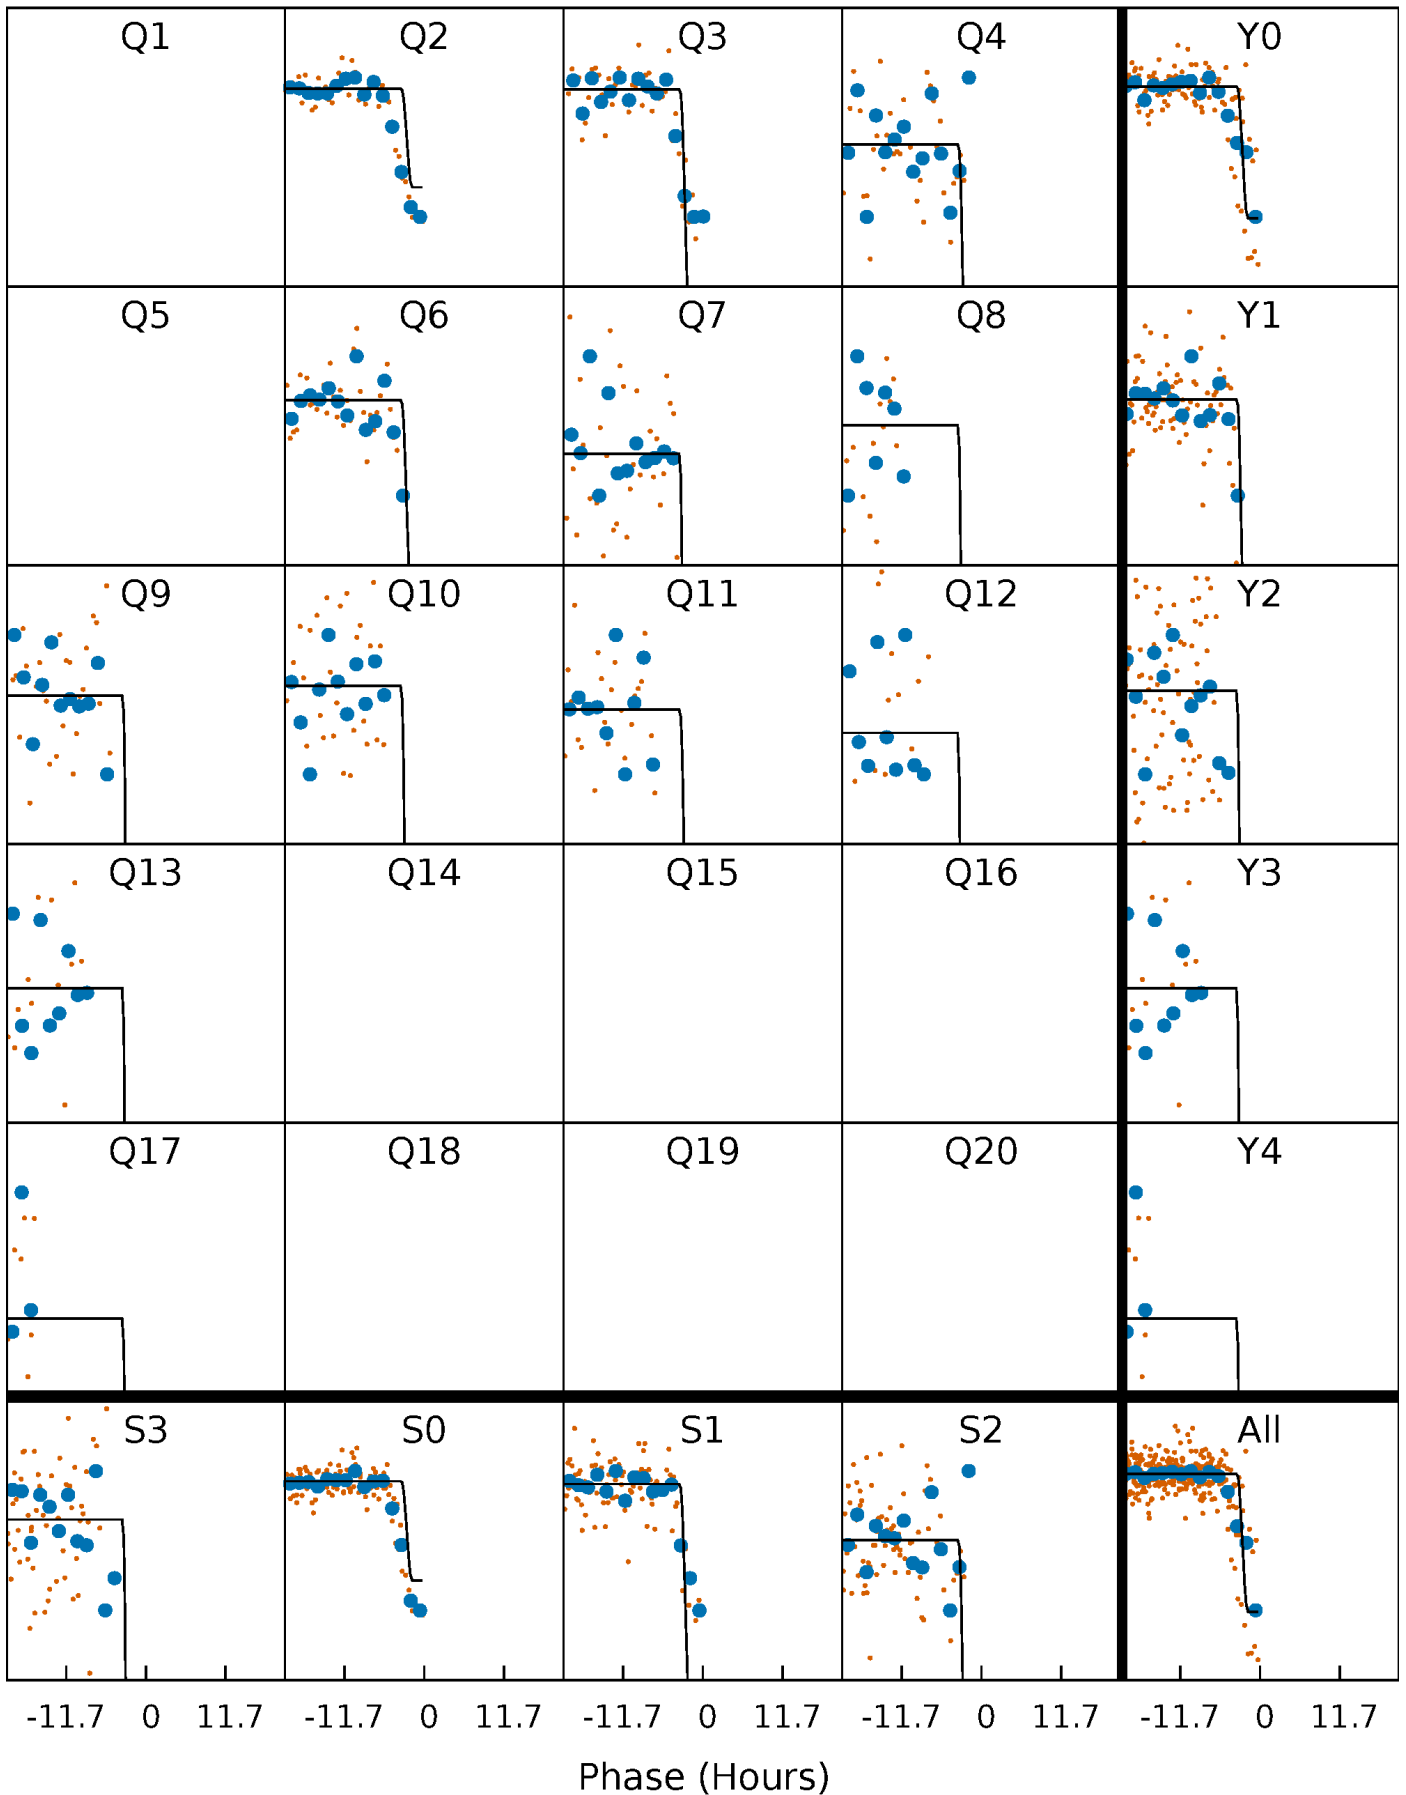 Q1 Q2 Q3 Q4 Y0
Q5 Q6 Q7 Q8 Y1
Q9 Q10 Q11 Q12 Y2
Q13 Q14 Q15 Q16 Y3
Q17 Q18 Q19 Q20 Y4
S3 S0 S1 S2 All
-11.7 0 11.7 -11.7 0 11.7 -11.7 0 11.7 -11.7 0 11.7 -11.7 0 11.7
Phase (Hours)